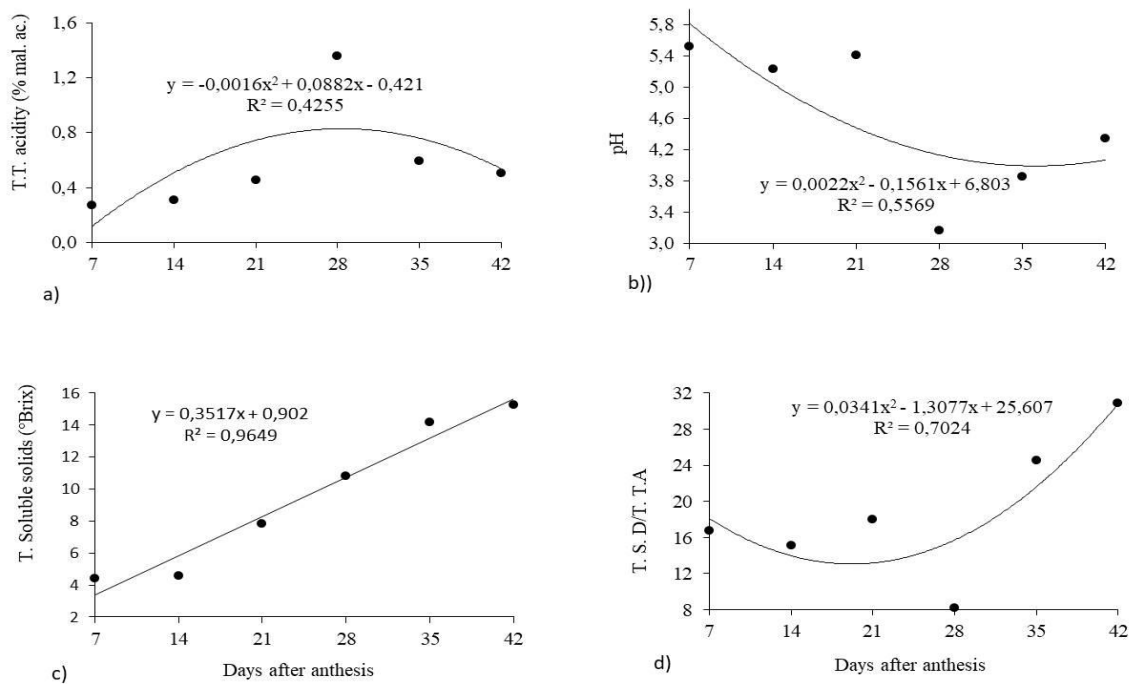 T.T. acidity (% mal. ac.)
1,6
1,2
0,8
0,4
0,0
y = -0,0016x² + 0,0882x - 0,421
R² = 0,4255
7 14 21 28 35 42
a)
pH
5,8
5,4
5,0
4,6
4,2
3,8
3,4
3,0
y = 0,0022x² - 0,1561x + 6,803
R² = 0,5569
7 14 21 28 35 42
b))
T. Soluble solids (°Brix)
16
14
12
10
8
6
4
2
y = 0,3517x + 0,902
R² = 0,9649
7 14 21 28 35 42
Days after anthesis
c)
T. S. D/T. T.A
32
28
24
20
16
12
8
y = 0,0341x² - 1,3077x + 25,607
R² = 0,7024
7 14 21 28 35 42
Days after anthesis
d)